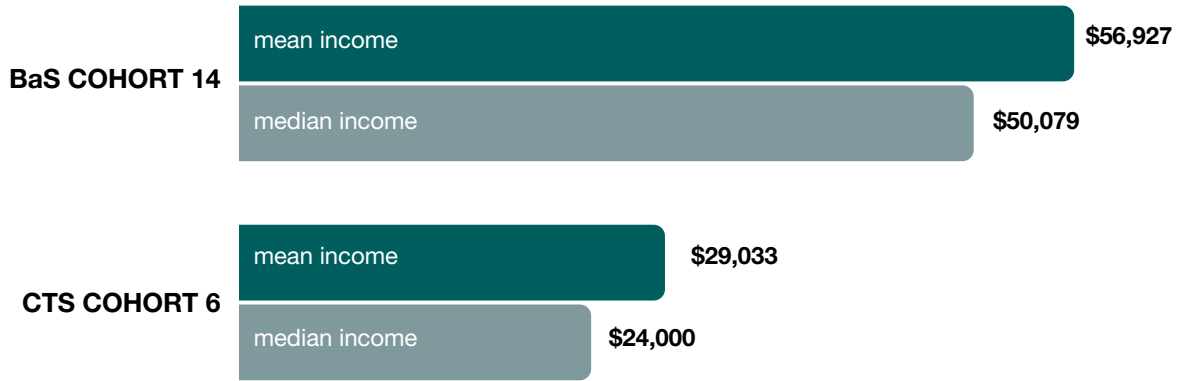 BaS COHORT 14
mean income
$56,927
median income
$50,079
CTS COHORT 6
mean income
$29,033
median income
$24,000